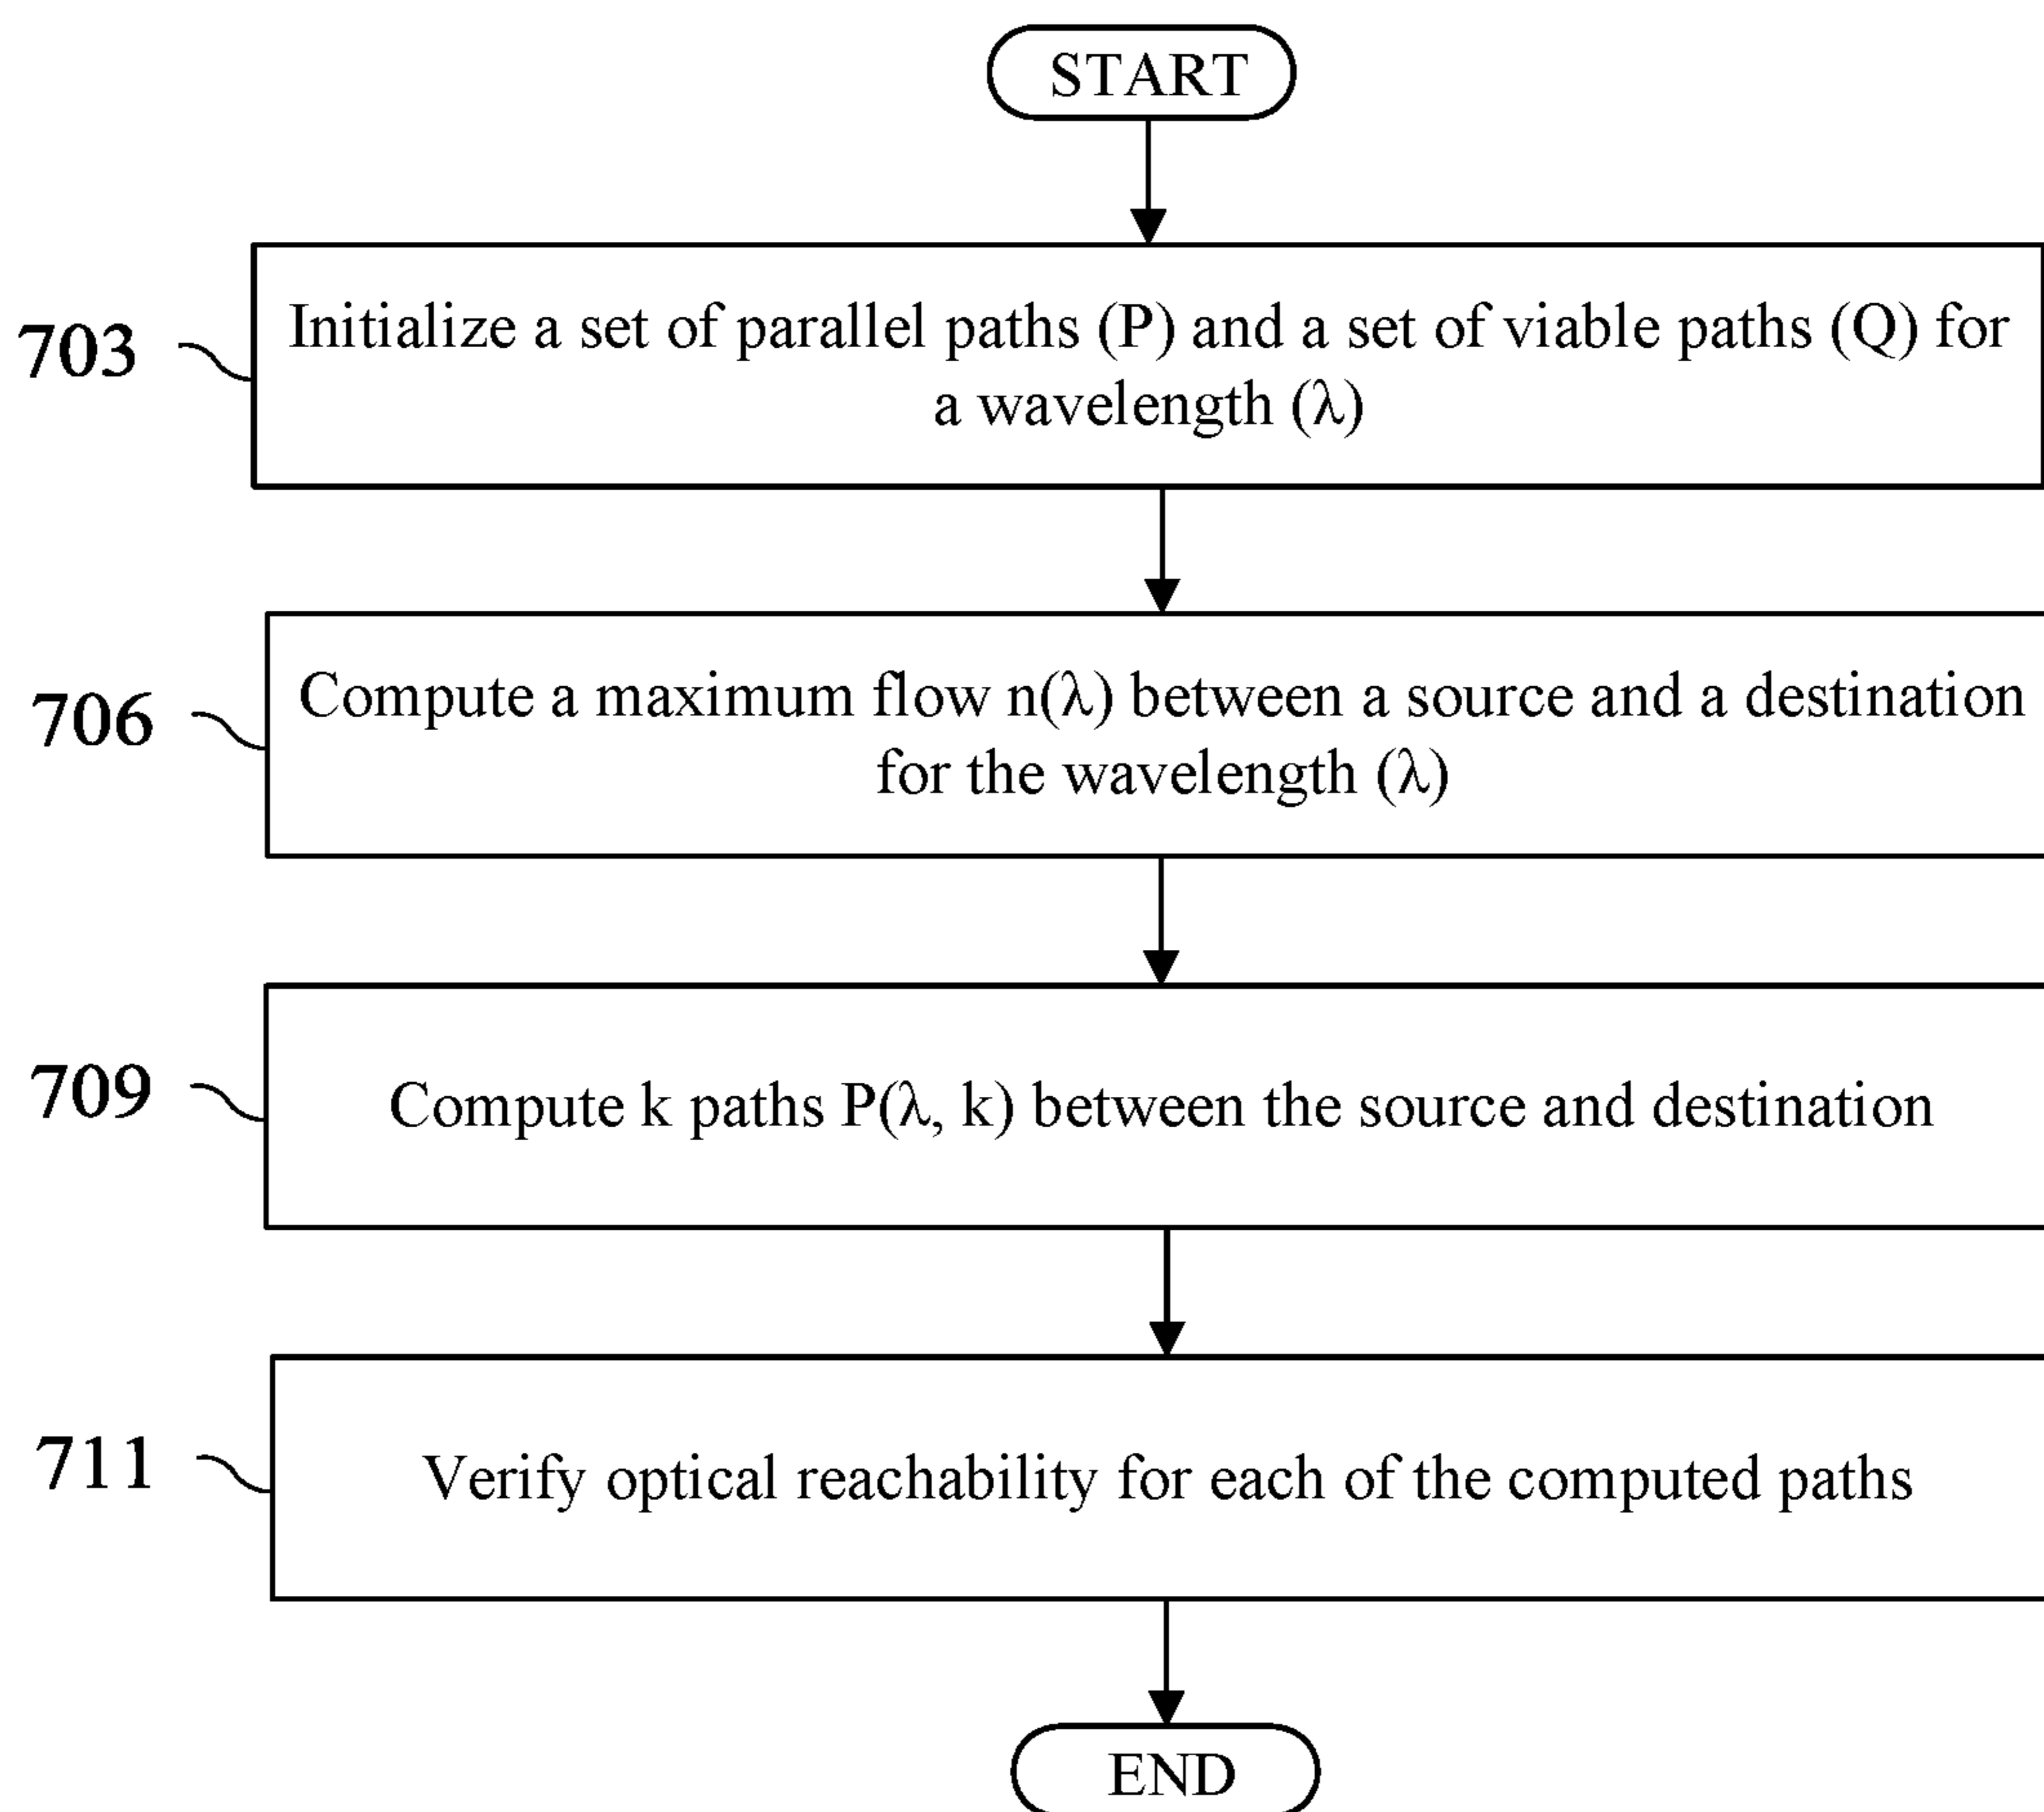 START
703
Initialize a set of parallel paths (P) and a set of viable paths (Q) for
a wavelength (λ)
706
Compute a maximum flow n(λ) between a source and a destination
for the wavelength (λ)
709
Compute k paths P(λ, k) between the source and destination
711
Verify optical reachability for each of the computed paths
END